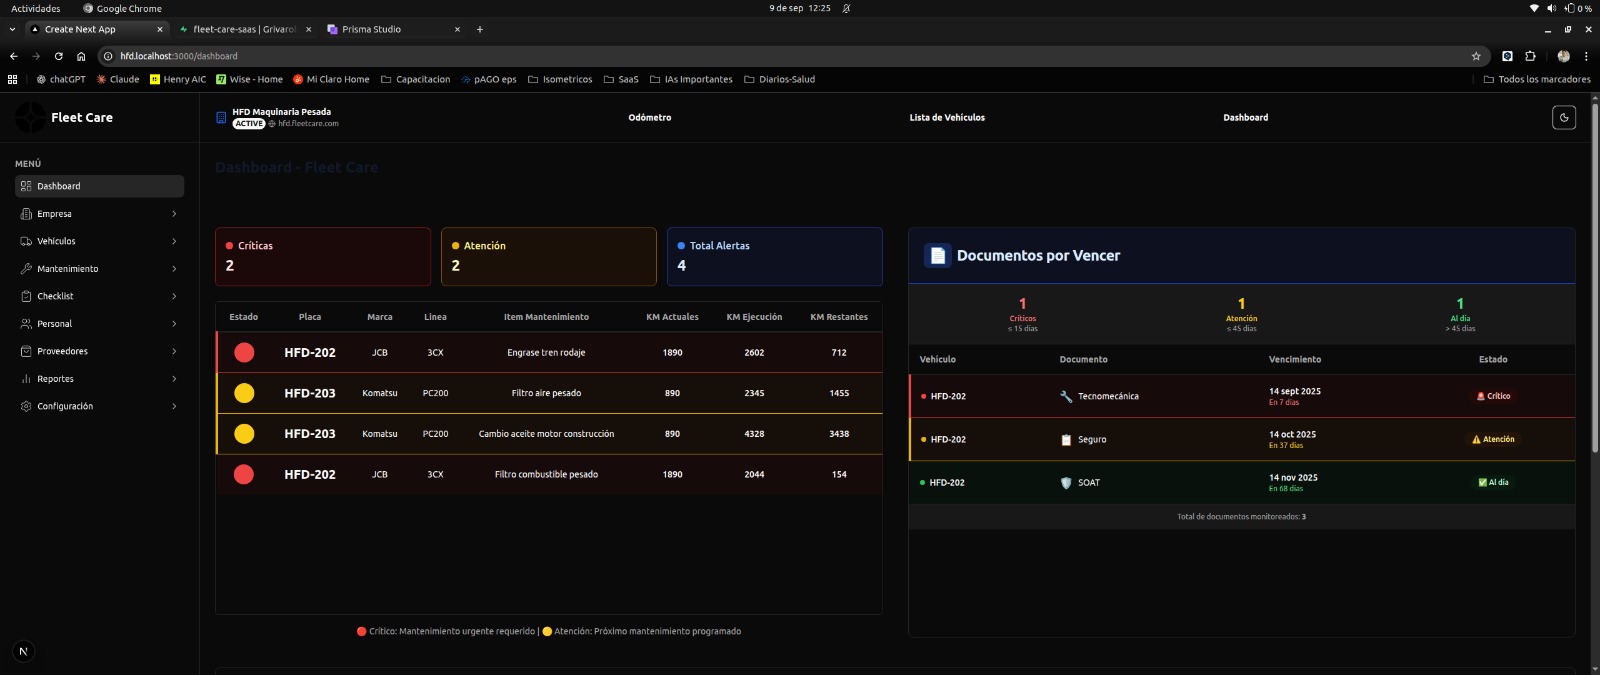 Actividades Google Chrome 9 de sep 12:25 0 %
Create Next App fleet-care-saas | Grivarol Prisma Studio
hfd.localhost:3000/dashboard
chatGPT Claude Henry AIC Wise - Home Mi Claro Home Capacitacion pAGO eps Isometricos SaaS IAs Importantes Diarios-Salud Todos los marcadores
Fleet Care
HFD Maquinaria Pesada
ACTIVE hfd.fleetcare.com
Odómetro Lista de Vehículos Dashboard
MENÚ
Dashboard
Empresa
Vehículos
Mantenimiento
Checklist
Personal
Proveedores
Reportes
Configuración
N
Dashboard - Fleet Care
Críticas
2
Atención
2
Total Alertas
4
Estado Placa Marca Linea Item Mantenimiento KM Actuales KM Ejecución KM Restantes
HFD-202 JCB 3CX Engrase tren rodaje 1890 2602 712
HFD-203 Komatsu PC200 Filtro aire pesado 890 2345 1455
HFD-203 Komatsu PC200 Cambio aceite motor construcción 890 4328 3438
HFD-202 JCB 3CX Filtro combustible pesado 1890 2044 154
Crítico: Mantenimiento urgente requerido | Atención: Próximo mantenimiento programado
Documentos por Vencer
1 1 1
Críticos Atención Al día
≤ 15 días ≤ 45 días > 45 días
Vehículo Documento Vencimiento Estado
HFD-202 Tecnomecánica 14 sept 2025 Crítico
En 7 días
HFD-202 Seguro 14 oct 2025 Atención
En 37 días
HFD-202 SOAT 14 nov 2025 Al día
En 68 días
Total de documentos monitoreados: 3